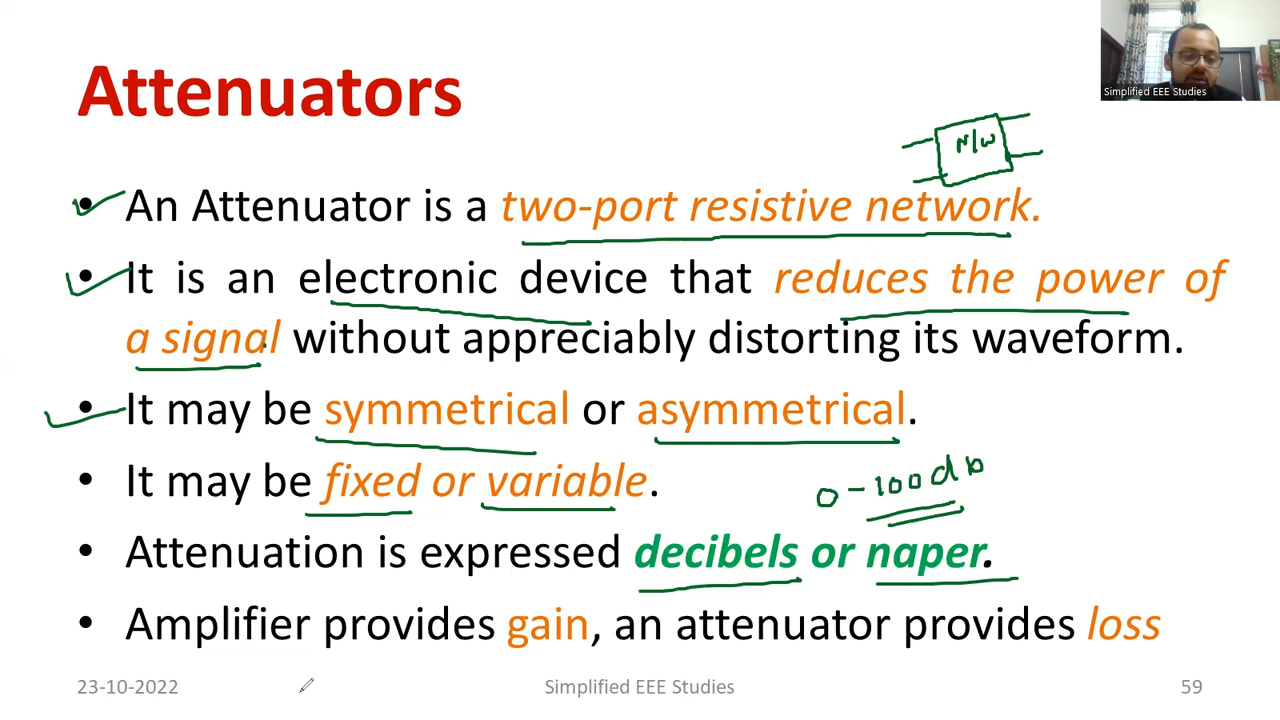 Attenuators
Simplified EEE Studies
N/W
• An Attenuator is a two-port resistive network.
• It is an electronic device that reduces the power of
a signal without appreciably distorting its waveform.
• It may be symmetrical or asymmetrical.
• It may be fixed or variable.
0-100db
• Attenuation is expressed decibels or naper.
• Amplifier provides gain, an attenuator provides loss
23-10-2022 Simplified EEE Studies 59